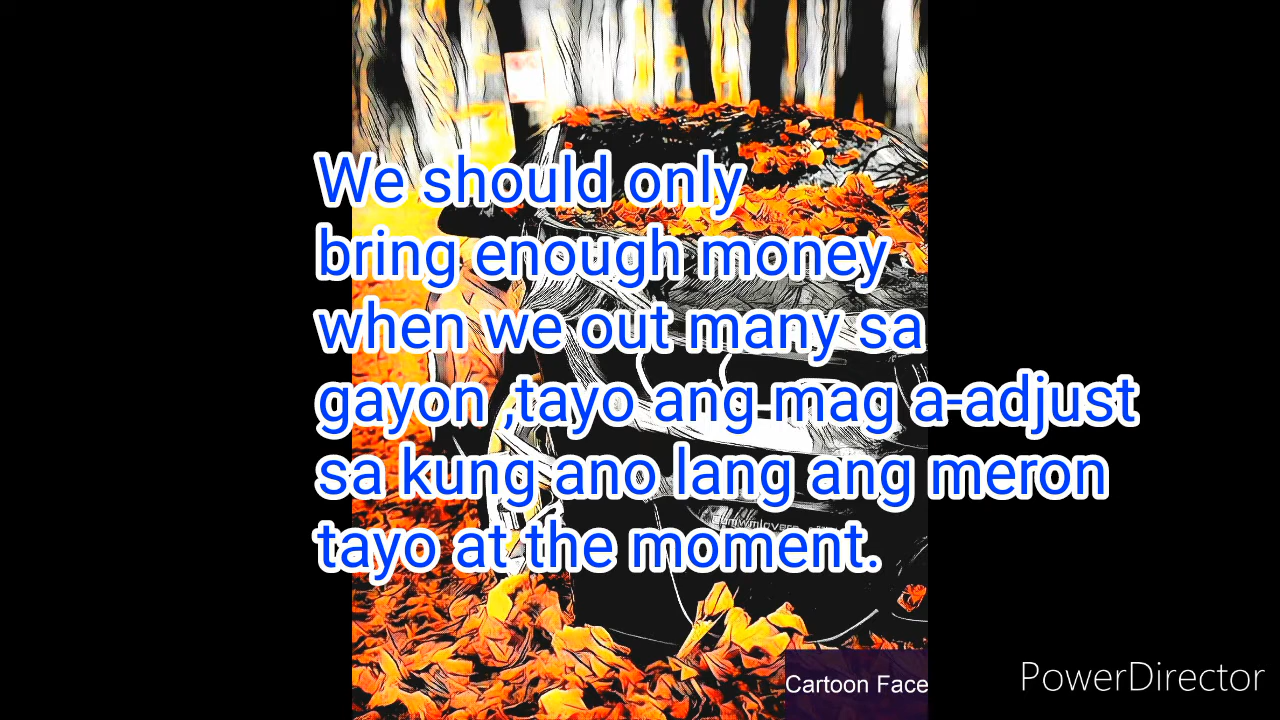 We should only
bring enough money
when we out many sa
gayon ,tayo ang mag a-adjust
sa kung ano lang ang meron
tayo at the moment.
Cartoon Face
PowerDirector